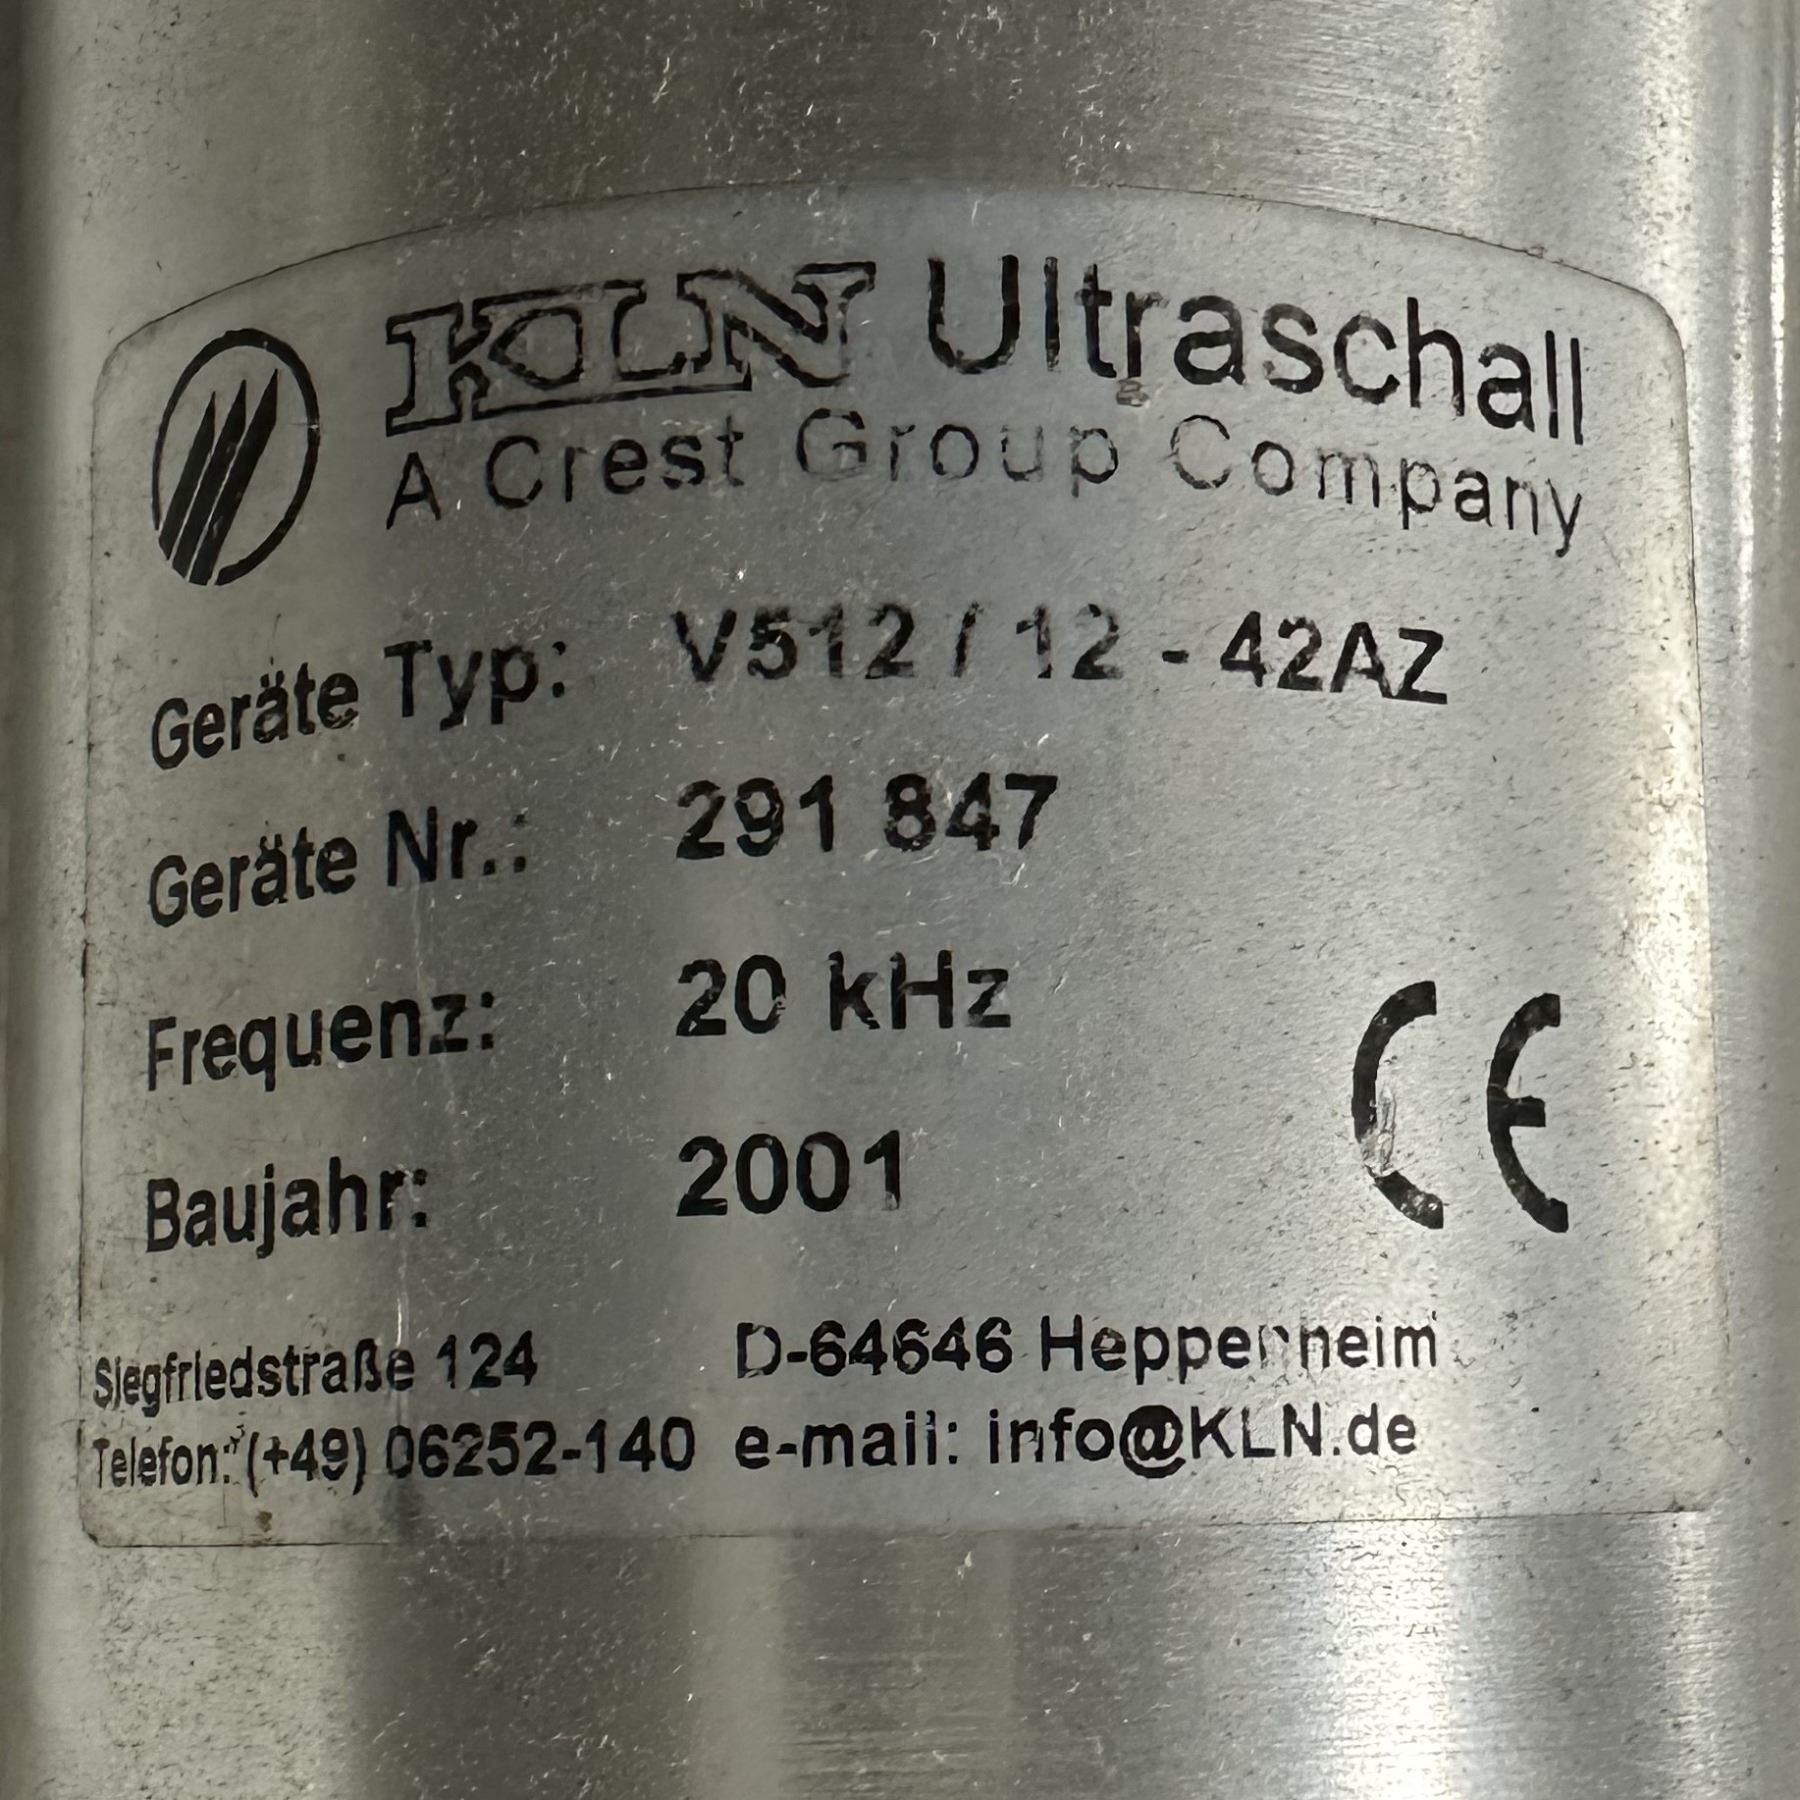 KLN Ultraschall
A Crest Group Company
Geräte Typ: V512 / 12 - 42AZ
Geräte Nr.: 291 847
Frequenz: 20 kHz
Baujahr: 2001
CE
Siegfriedstraße 124 D-64646 Heppenheim
Telefon: (+49) 06252-140 e-mail: info@KLN.de